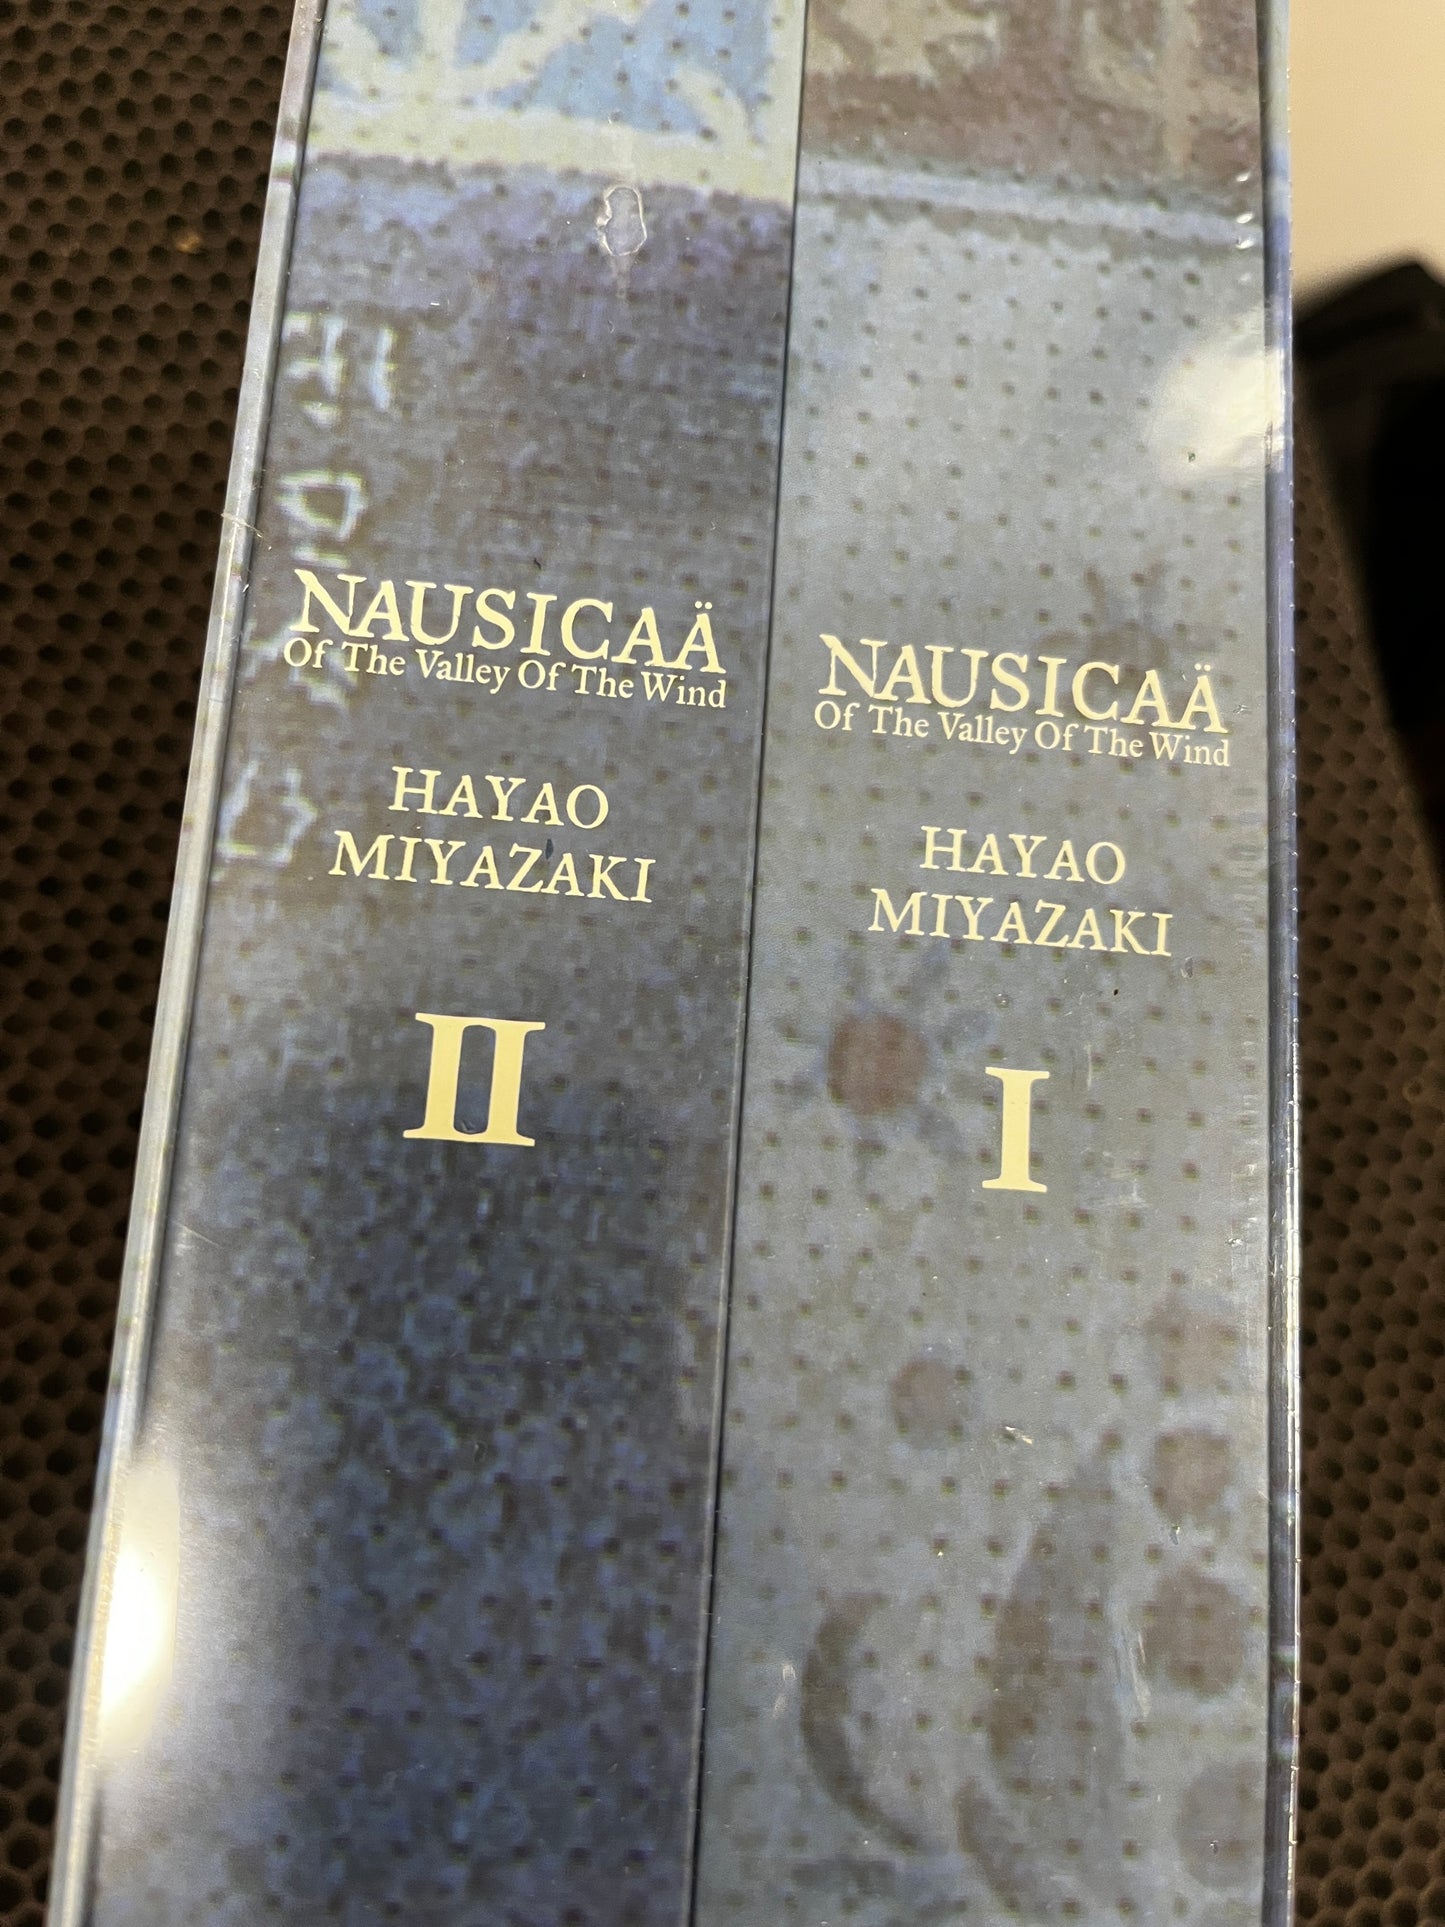 NAUSICAÄ
Of The Valley Of The Wind
HAYAO
MIYAZAKI
II
NAUSICAÄ
Of The Valley Of The Wind
HAYAO
MIYAZAKI
I